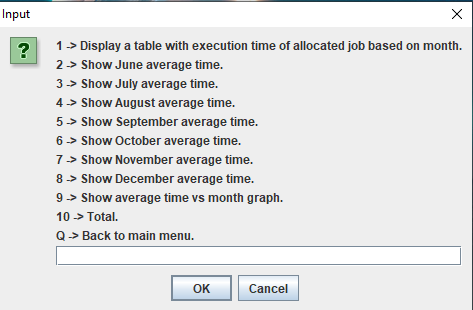 Input
1 -> Display a table with execution time of allocated job based on month.
2 -> Show June average time.
3 -> Show July average time.
4 -> Show August average time.
5 -> Show September average time.
6 -> Show October average time.
7 -> Show November average time.
8 -> Show December average time.
9 -> Show average time vs month graph.
10 -> Total.
Q -> Back to main menu.
OK Cancel